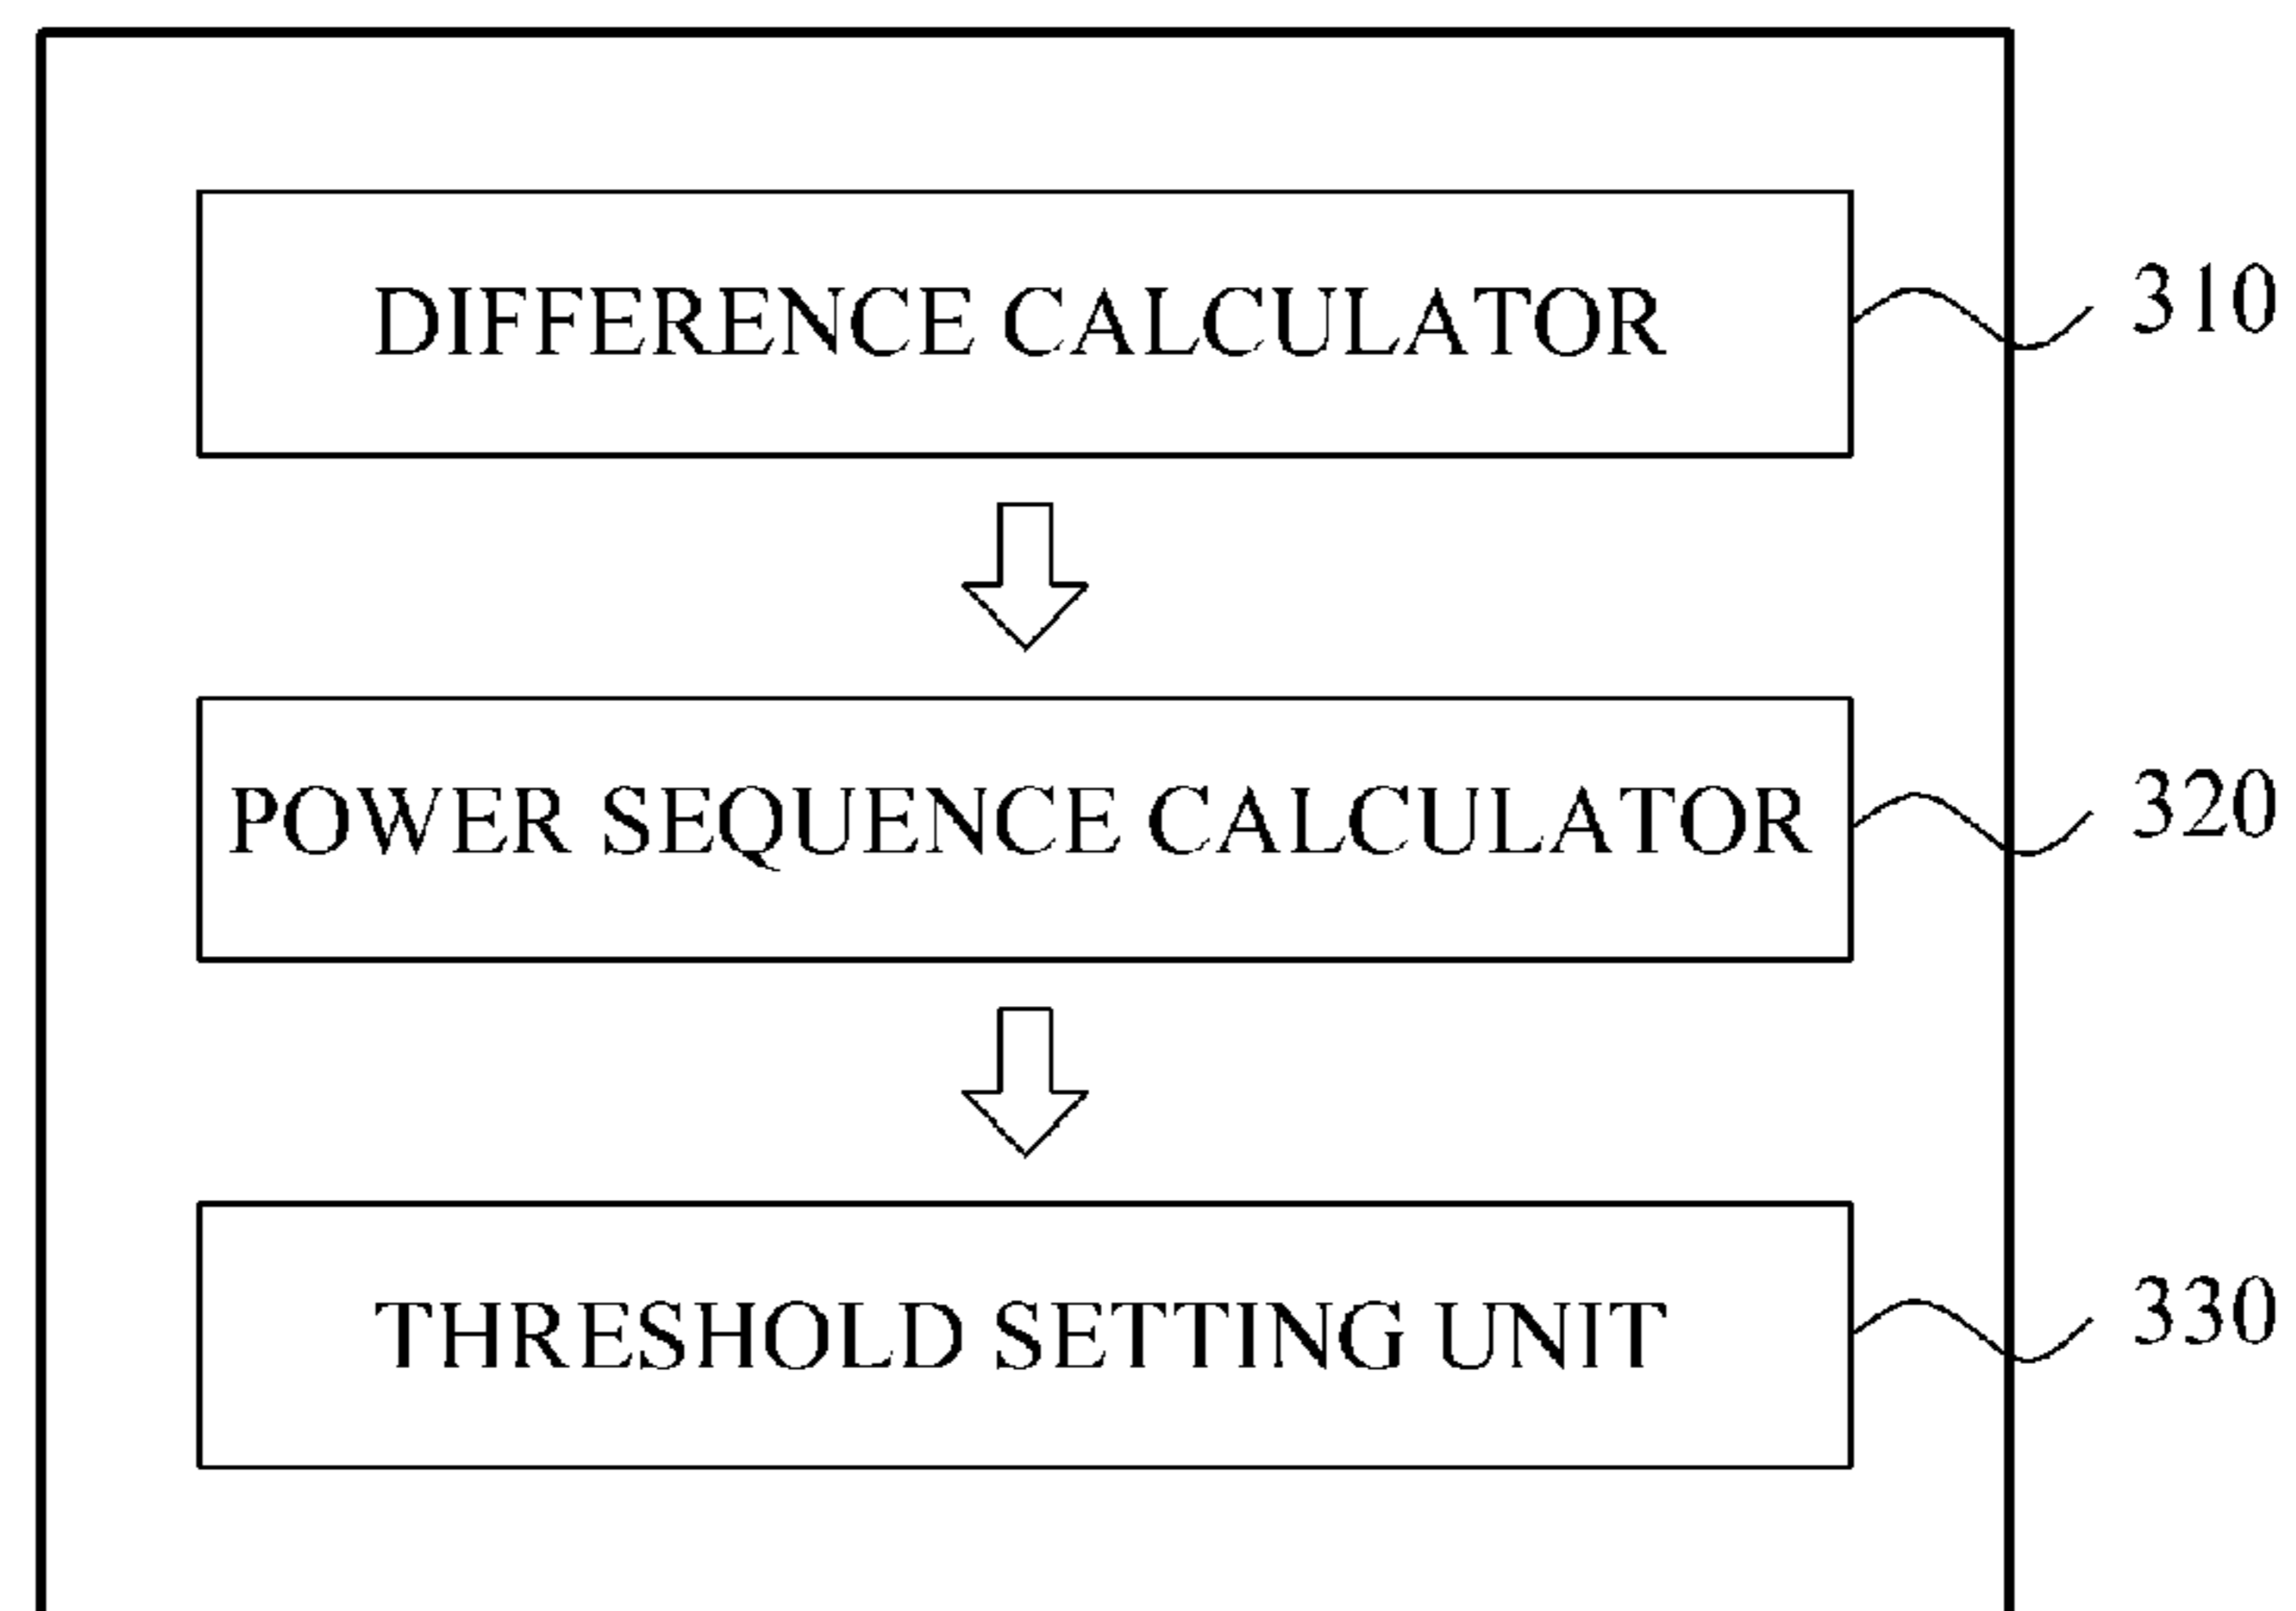 DIFFERENCE CALCULATOR 310
POWER SEQUENCE CALCULATOR 320
THRESHOLD SETTING UNIT 330